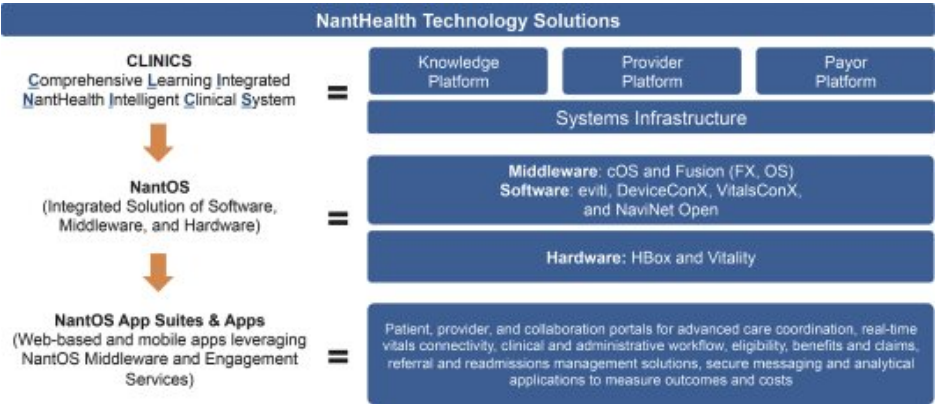 NantHealth Technology Solutions
CLINICS
Comprehensive Learning Integrated
NantHealth Intelligent Clinical System
=
Knowledge
Platform
Provider
Platform
Payor
Platform
Systems Infrastructure
NantOS
(Integrated Solution of Software,
Middleware, and Hardware)
=
Middleware: cOS and Fusion (FX, OS)
Software: eviti, DeviceConX, VitalsConX,
and NaviNet Open
Hardware: HBox and Vitality
NantOS App Suites & Apps
(Web-based and mobile apps leveraging
NantOS Middleware and Engagement
Services)
=
Patient, provider, and collaboration portals for advanced care coordination, real-time
vitals connectivity, clinical and administrative workflow, eligibility, benefits and claims,
referral and readmissions management solutions, secure messaging and analytical
applications to measure outcomes and costs